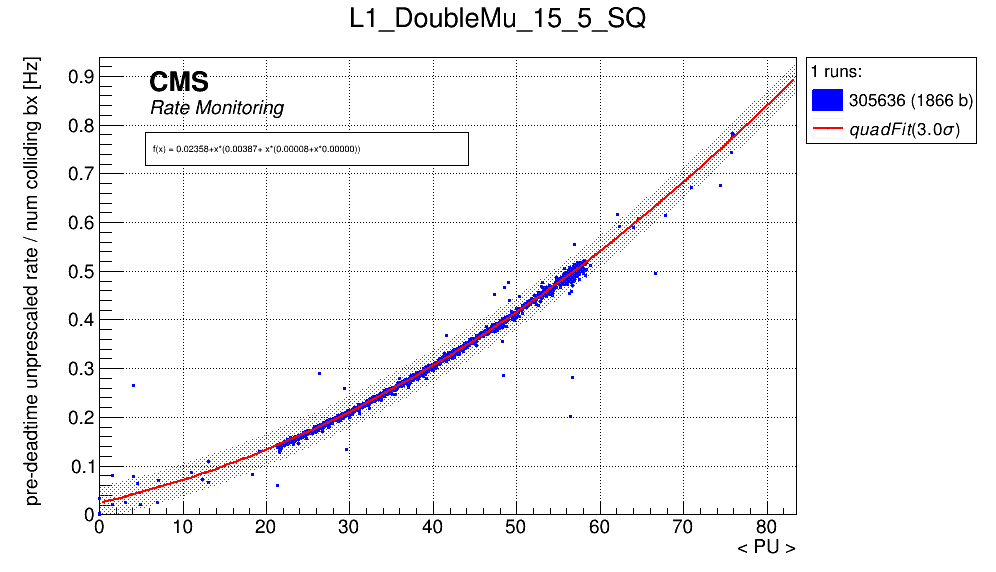 L1_DoubleMu_15_5_SQ
pre-deadtime unprescaled rate / num colliding bx [Hz]
CMS
Rate Monitoring
f(x) = 0.02358+x*(0.00387+ x*(0.00008+x*0.00000))
1 runs:
305636 (1866 b)
quadFit(3.0σ)
0.9
0.8
0.7
0.6
0.5
0.4
0.3
0.2
0.1
0
0 10 20 30 40 50 60 70 80
< PU >